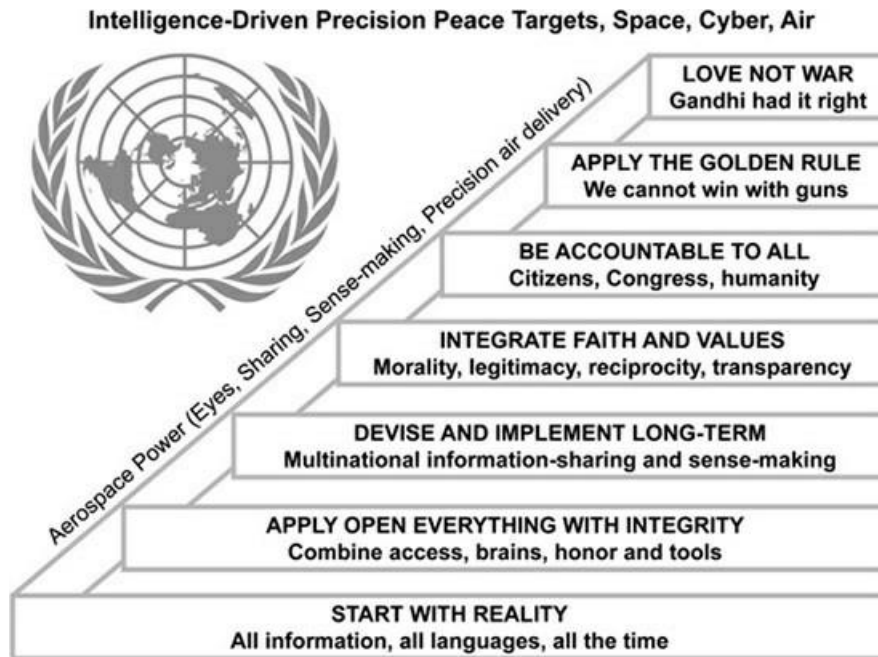 Intelligence-Driven Precision Peace Targets, Space, Cyber, Air
Aerospace Power (Eyes, Sharing, Sense-making, Precision air delivery)
LOVE NOT WAR
Gandhi had it right
APPLY THE GOLDEN RULE
We cannot win with guns
BE ACCOUNTABLE TO ALL
Citizens, Congress, humanity
INTEGRATE FAITH AND VALUES
Morality, legitimacy, reciprocity, transparency
DEVISE AND IMPLEMENT LONG-TERM
Multinational information-sharing and sense-making
APPLY OPEN EVERYTHING WITH INTEGRITY
Combine access, brains, honor and tools
START WITH REALITY
All information, all languages, all the time